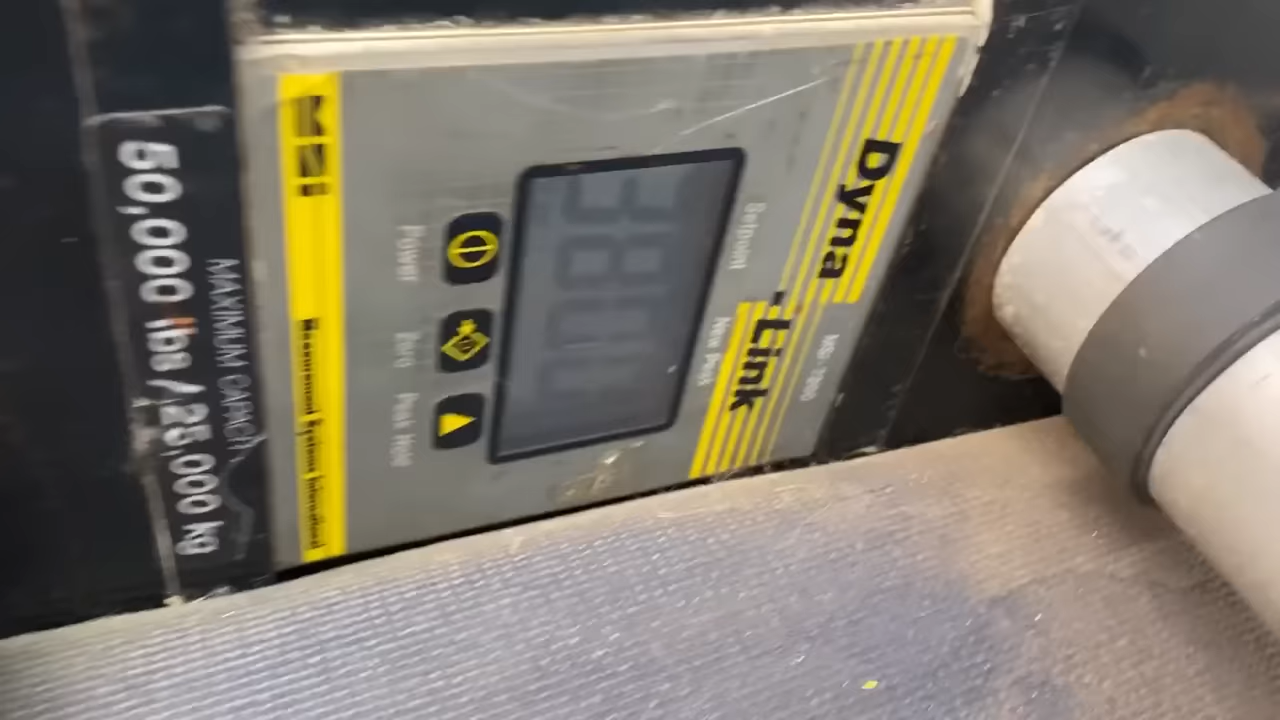 MSI
Measurement Systems International
Dyna
-Link
MSI-7200
Setpoint
New Peak
Power
Zero
Peak Hold
MAXIMUM CAPACITY
50,000 lbs / 25,000 kg